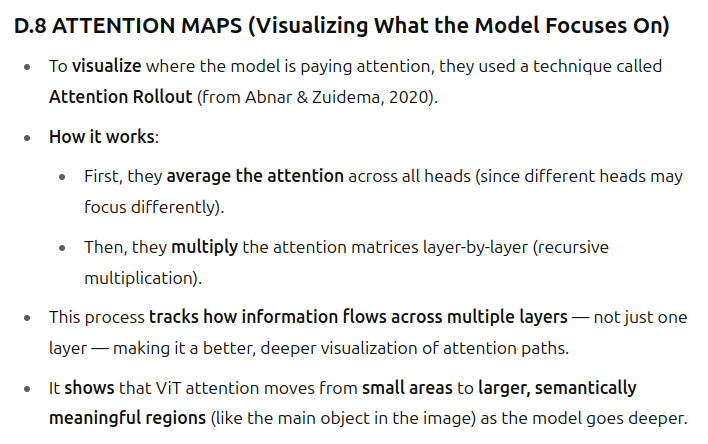 D.8 ATTENTION MAPS (Visualizing What the Model Focuses On)
To visualize where the model is paying attention, they used a technique called
Attention Rollout (from Abnar & Zuidema, 2020).
How it works:
First, they average the attention across all heads (since different heads may
focus differently).
Then, they multiply the attention matrices layer-by-layer (recursive
multiplication).
This process tracks how information flows across multiple layers — not just one
layer — making it a better, deeper visualization of attention paths.
It shows that ViT attention moves from small areas to larger, semantically
meaningful regions (like the main object in the image) as the model goes deeper.